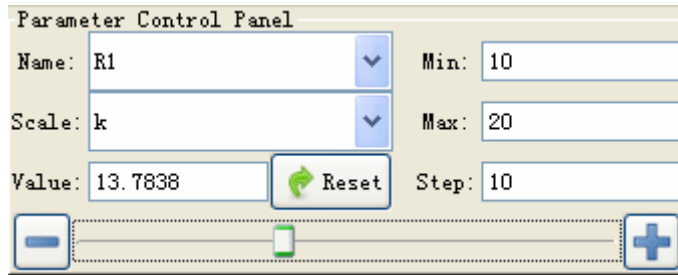 Parameter Control Panel
Name: R1 Min: 10
Scale: k Max: 20
Value: 13.7838 Reset Step: 10